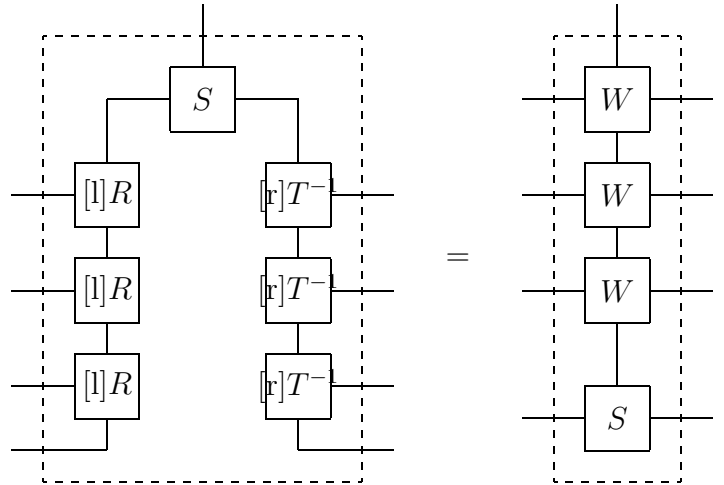 S W
[l]R [r]T^{-1} W
=
[l]R [r]T^{-1} W
[l]R [r]T^{-1} S